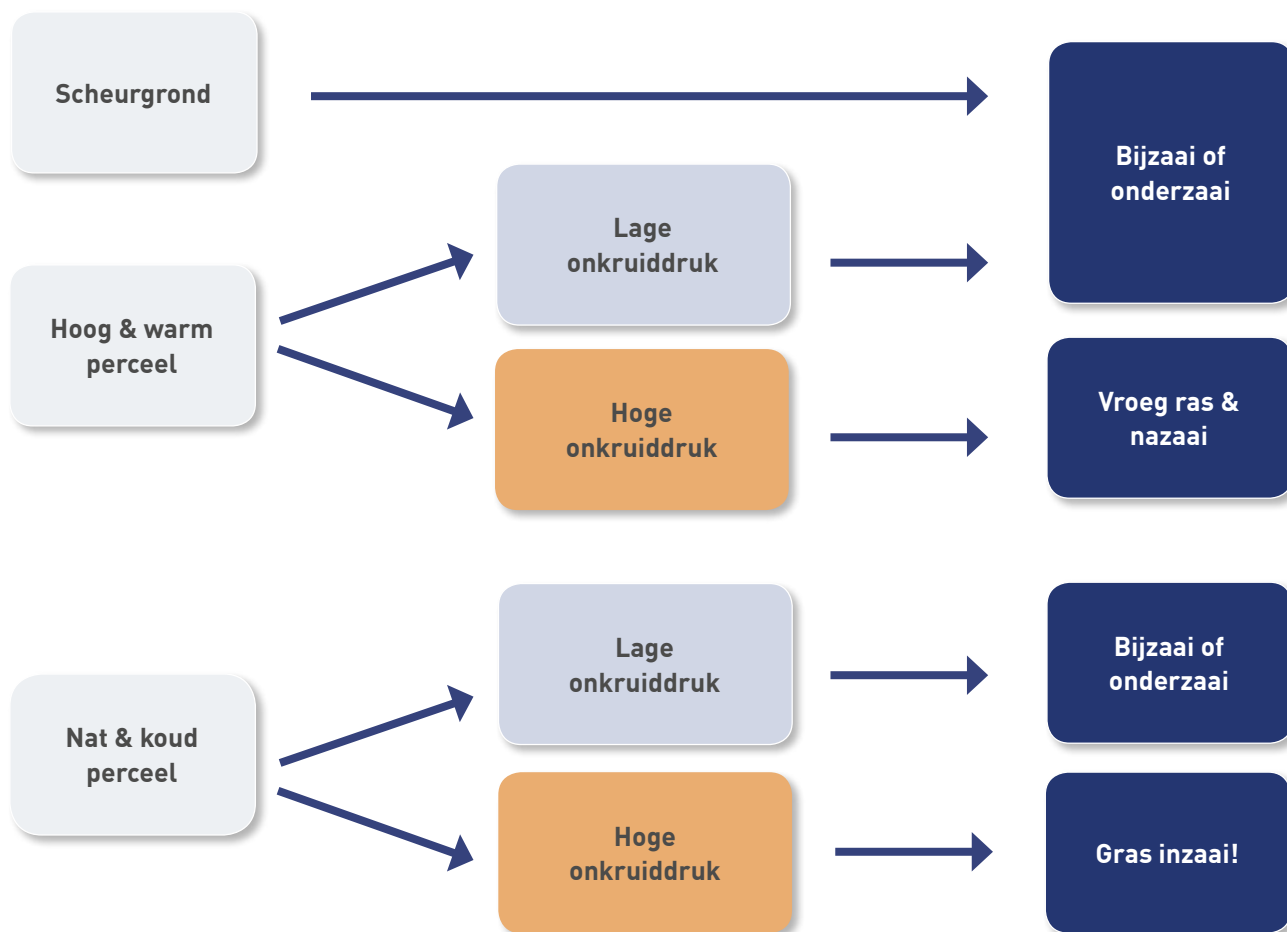 Scheurgrond
Bijzaai of
onderzaai
Lage
onkruiddruk
Hoog & warm
perceel
Hoge
onkruiddruk
Vroeg ras &
nazaai
Lage
onkruiddruk
Bijzaai of
onderzaai
Nat & koud
perceel
Hoge
onkruiddruk
Gras inzaai!